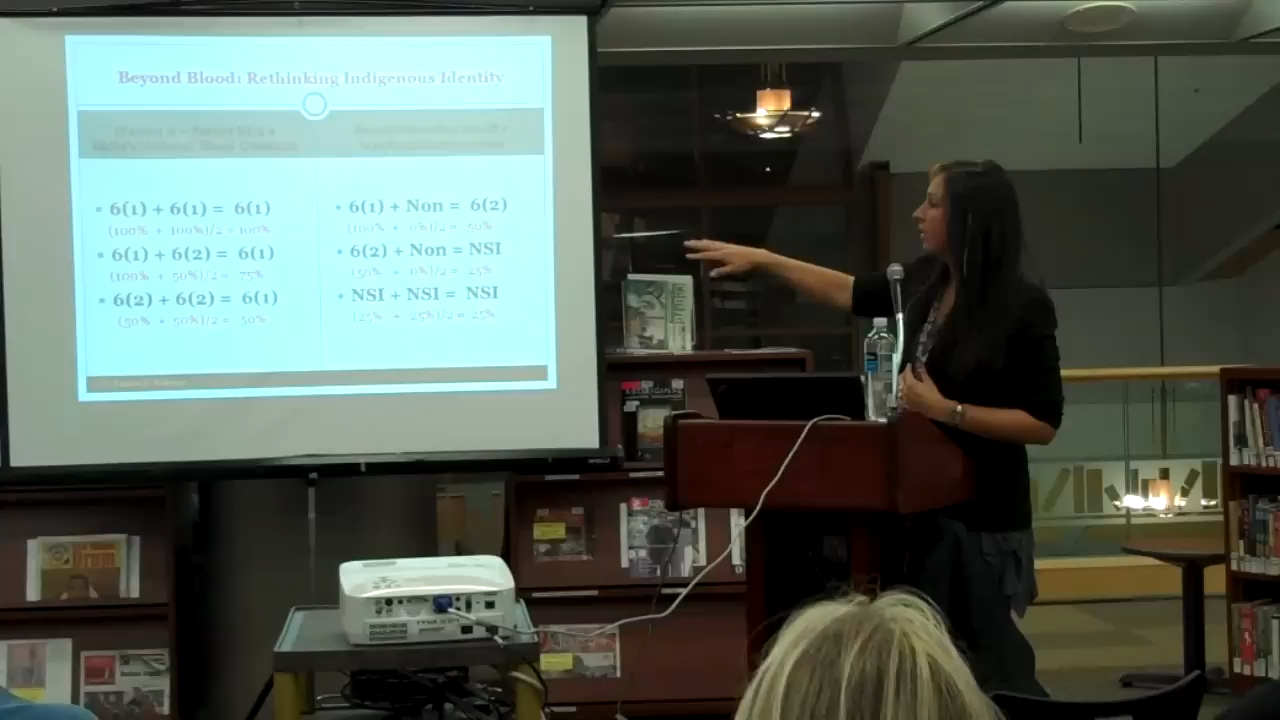 Beyond Blood: Rethinking Indigenous Identity
• 6(1) + 6(1) = 6(1)
(100% + 100%)/2 = 100%
• 6(1) + 6(2) = 6(1)
(100% + 50%)/2 = 75%
• 6(2) + 6(2) = 6(1)
(50% + 50%)/2 = 50%
• 6(1) + Non = 6(2)
(100% + 0%)/2 = 50%
• 6(2) + Non = NSI
(50% + 0%)/2 = 25%
• NSI + NSI = NSI
(25% + 25%)/2 = 25%